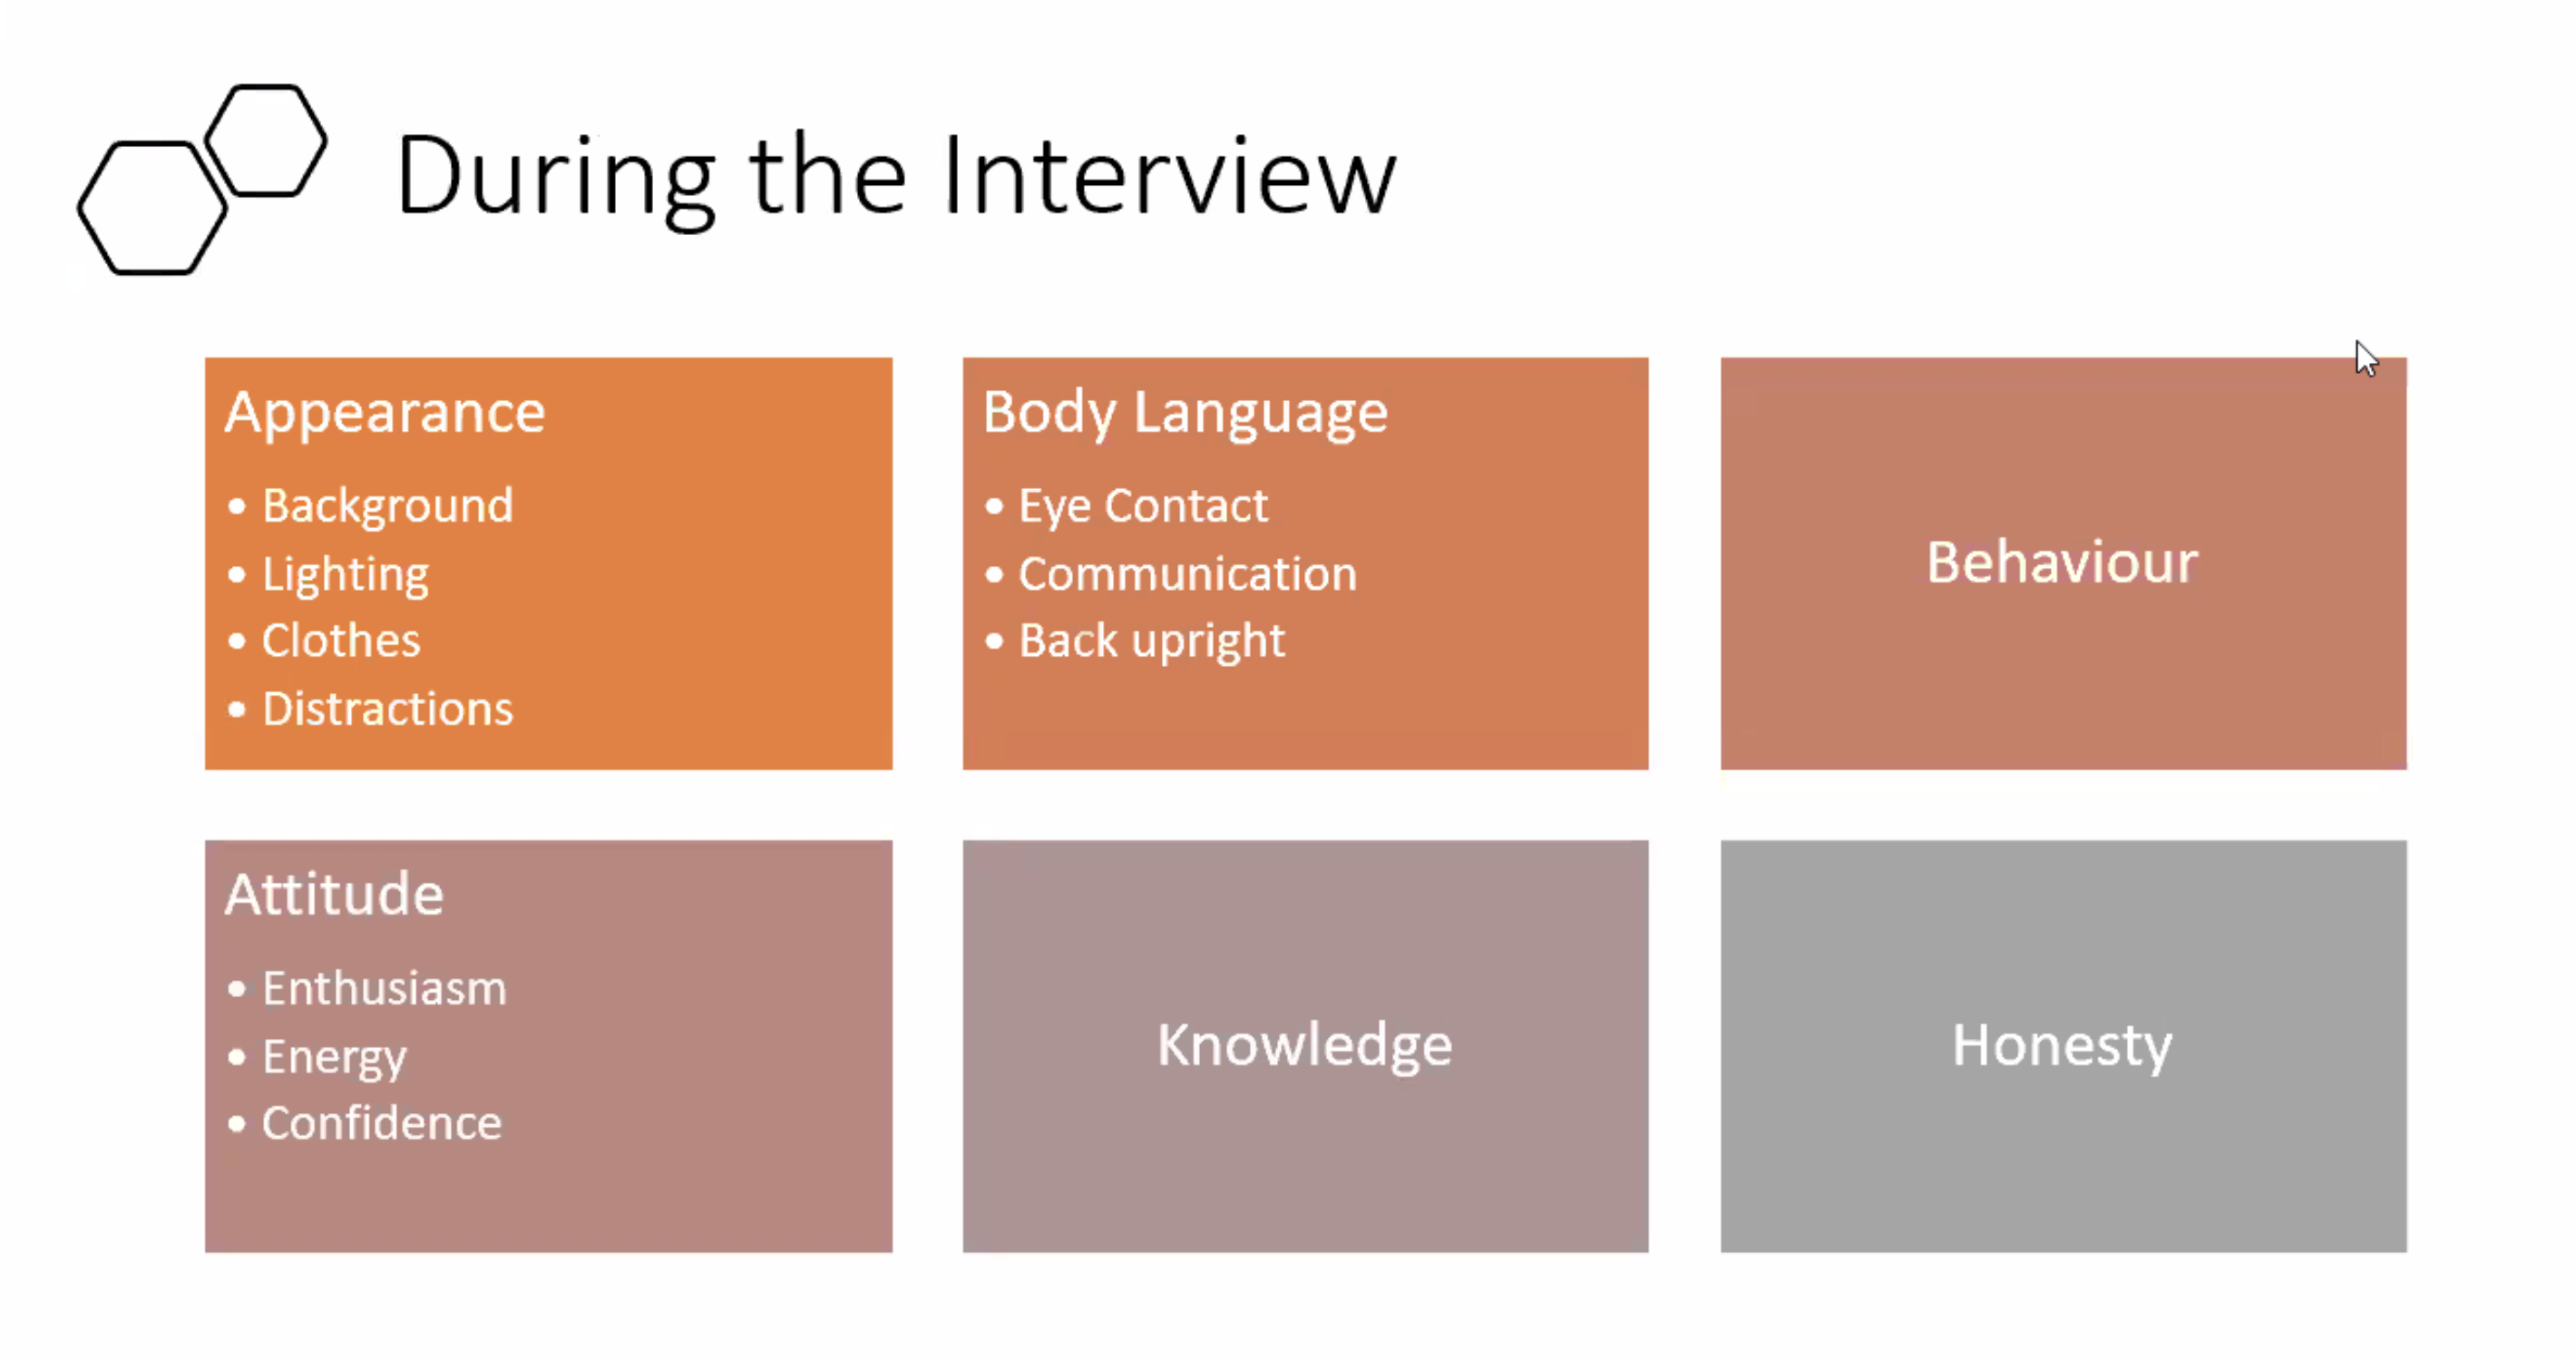 During the Interview
Appearance
• Background
• Lighting
• Clothes
• Distractions
Body Language
• Eye Contact
• Communication
• Back upright
Behaviour
Attitude
• Enthusiasm
• Energy
• Confidence
Knowledge
Honesty